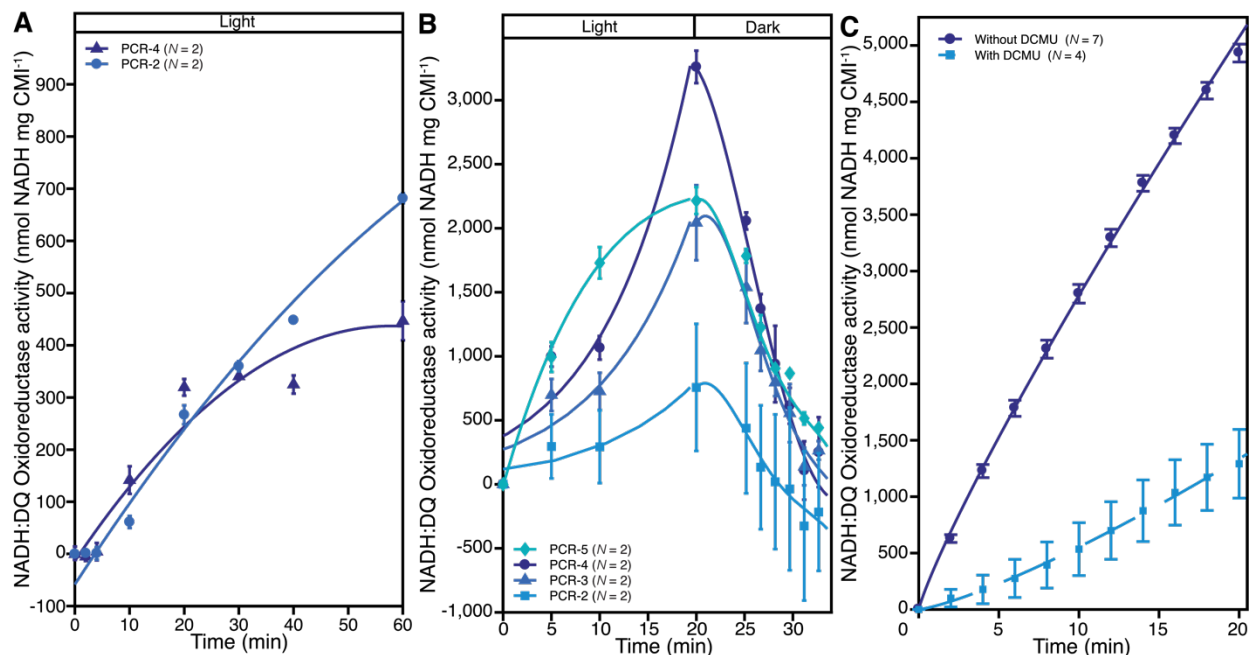 A
Light
PCR-4 (N = 2)
PCR-2 (N = 2)
NADH:DQ Oxidoreductase activity (nmol NADH mg CMI-1)
900
800
700
600
500
400
300
200
100
0
-100
0 10 20 30 40 50 60
Time (min)
B
Light Dark
NADH:DQ Oxidoreductase activity (nmol NADH mg CMI-1)
3,000
2,500
2,000
1,500
1,000
500
0
-500
-1,000
PCR-5 (N = 2)
PCR-4 (N = 2)
PCR-3 (N = 2)
PCR-2 (N = 2)
0 5 10 15 20 25 30
Time (min)
C
Without DCMU (N = 7)
With DCMU (N = 4)
NADH:DQ Oxidoreductase activity (nmol NADH mg CMI-1)
5,000
4,500
4,000
3,500
3,000
2,500
2,000
1,500
1,000
500
0
0 5 10 15 20
Time (min)